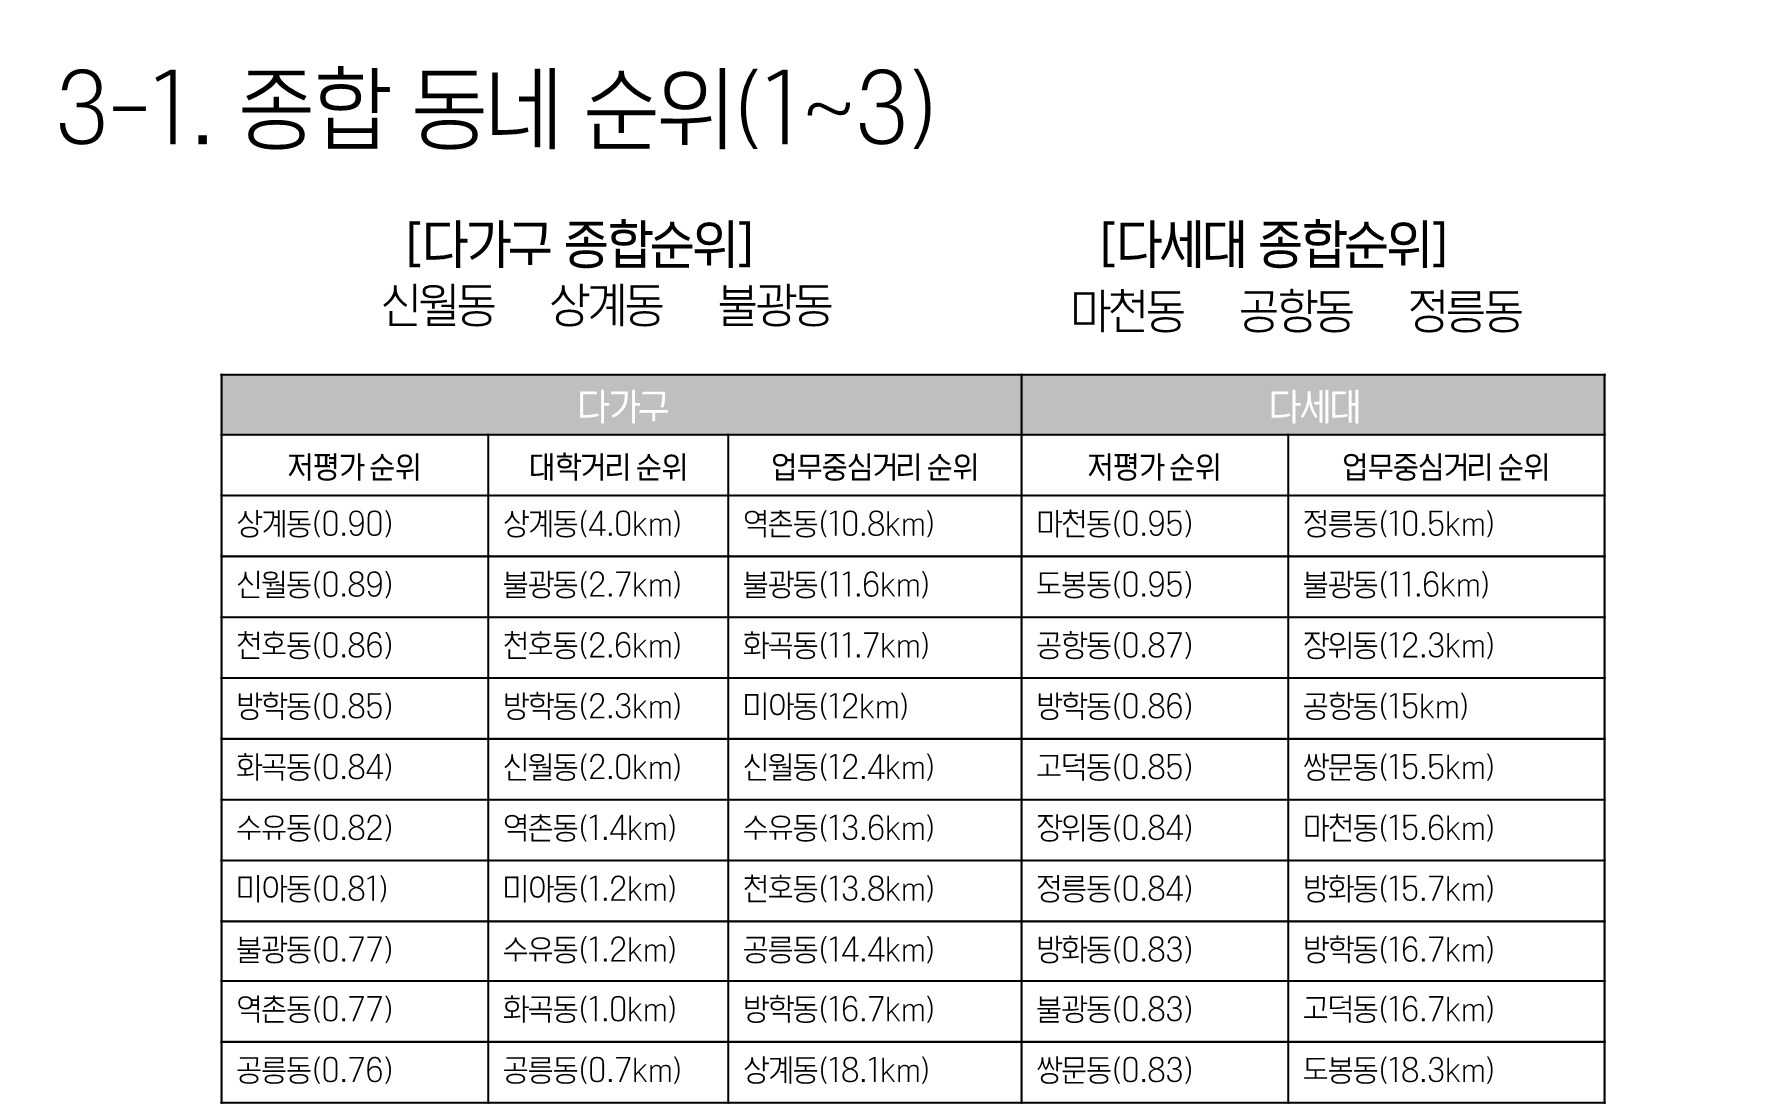 3-1. 종합 동네 순위(1~3)
[다가구 종합순위] [다세대 종합순위]
신월동 상계동 불광동 마천동 공항동 정릉동
다가구 다세대
저평가 순위 대학거리 순위 업무중심거리 순위 저평가 순위 업무중심거리 순위
상계동(0.90) 상계동(4.0km) 역촌동(10.8km) 마천동(0.95) 정릉동(10.5km)
신월동(0.89) 불광동(2.7km) 불광동(11.6km) 도봉동(0.95) 불광동(11.6km)
천호동(0.86) 천호동(2.6km) 화곡동(11.7km) 공항동(0.87) 장위동(12.3km)
방학동(0.85) 방학동(2.3km) 미아동(12km) 방학동(0.86) 공항동(15km)
화곡동(0.84) 신월동(2.0km) 신월동(12.4km) 고덕동(0.85) 쌍문동(15.5km)
수유동(0.82) 역촌동(1.4km) 수유동(13.6km) 장위동(0.84) 마천동(15.6km)
미아동(0.81) 미아동(1.2km) 천호동(13.8km) 정릉동(0.84) 방화동(15.7km)
불광동(0.77) 수유동(1.2km) 공릉동(14.4km) 방화동(0.83) 방학동(16.7km)
역촌동(0.77) 화곡동(1.0km) 방학동(16.7km) 불광동(0.83) 고덕동(16.7km)
공릉동(0.76) 공릉동(0.7km) 상계동(18.1km) 쌍문동(0.83) 도봉동(18.3km)